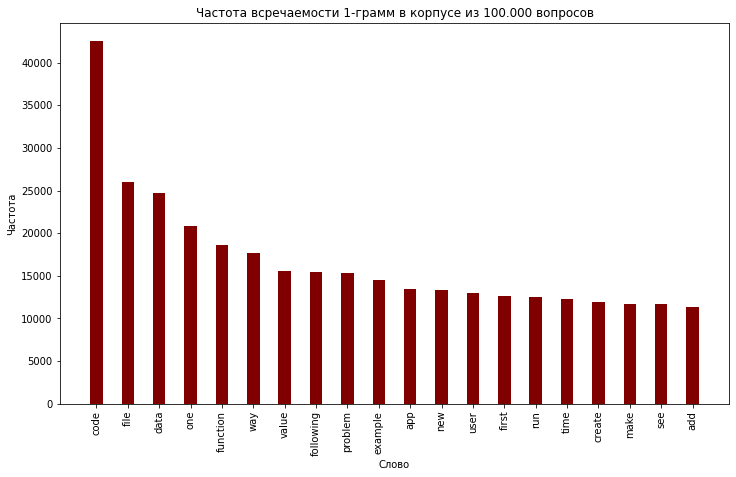 Частота всречаемости 1-грамм в корпусе из 100.000 вопросов
Частота
40000
35000
30000
25000
20000
15000
10000
5000
0
code
file
data
one
function
way
value
following
problem
example
app
new
user
first
run
time
create
make
see
add
Слово